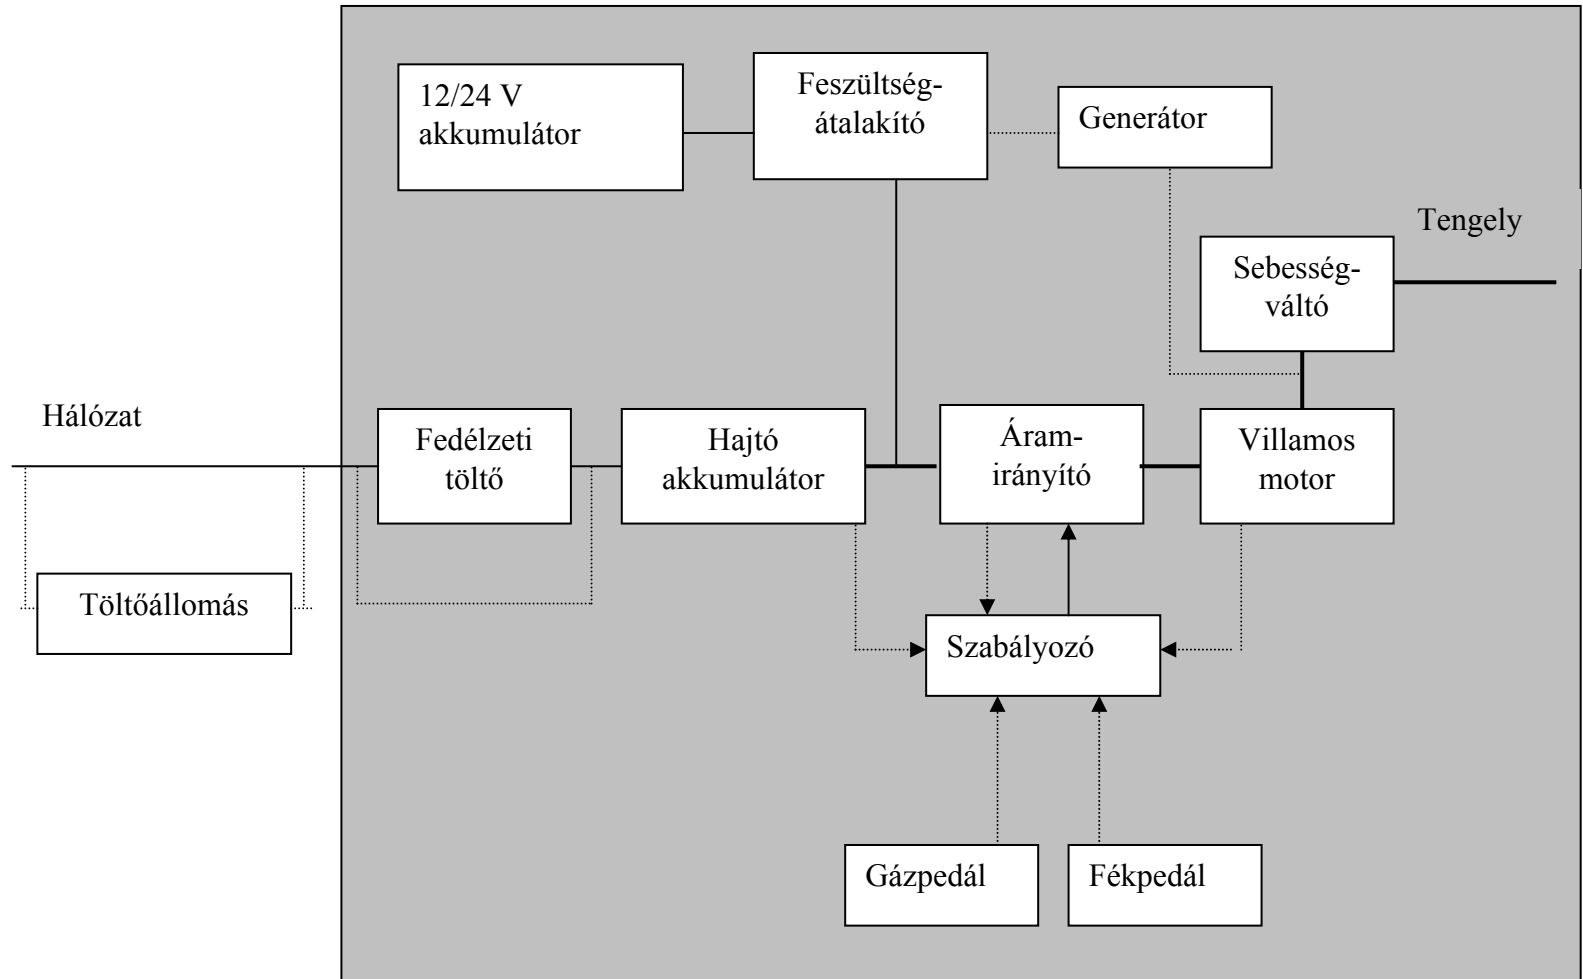 12/24 V
akkumulátor
Feszültség-
átalakító
Generátor
Tengely
Sebesség-
váltó
Hálózat
Fedélzeti
töltő
Hajtó
akkumulátor
Áram-
irányító
Villamos
motor
Töltőállomás
Szabályozó
Gázpedál
Fékpedál